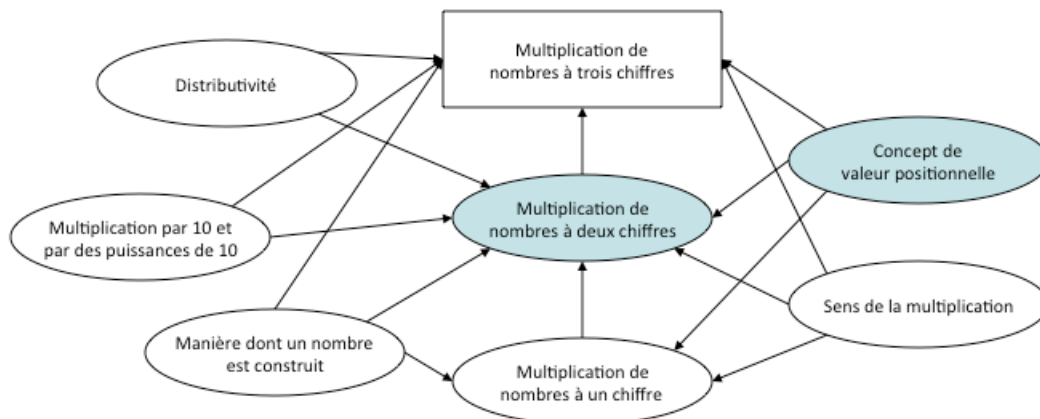 Multiplication de
nombres à trois chiffres
Distributivité
Concept de
valeur positionnelle
Multiplication de
nombres à deux chiffres
Multiplication par 10 et
par des puissances de 10
Sens de la multiplication
Manière dont un nombre
est construit
Multiplication de
nombres à un chiffre